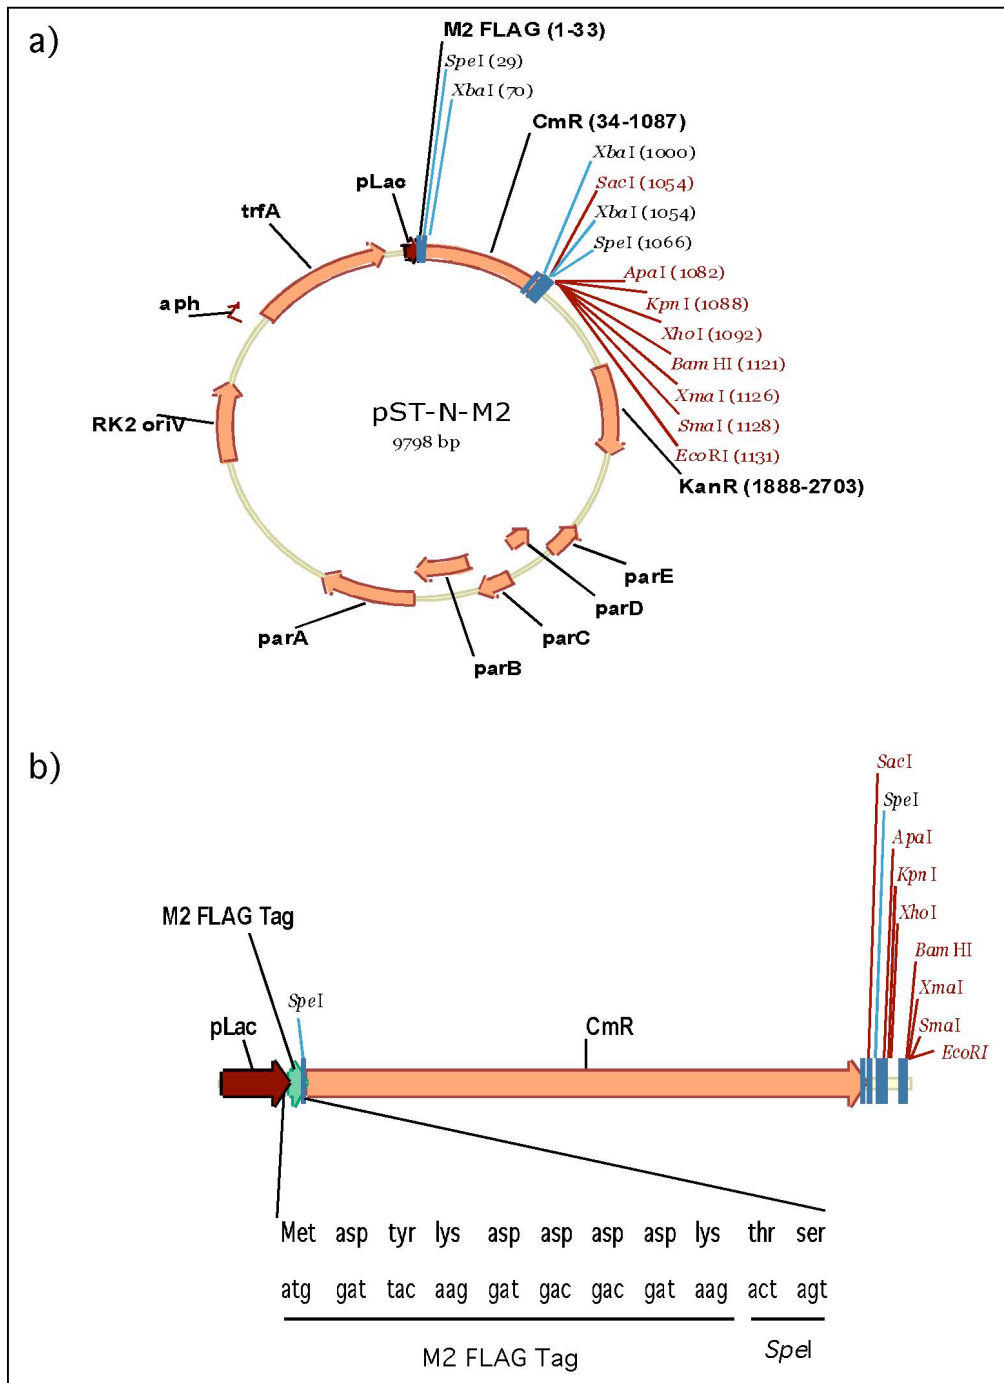 a)
M2 FLAG (1-33)
SpeI (29)
XbaI (70)
CmR (34-1087)
XbaI (1000)
SacI (1054)
XbaI (1054)
SpeI (1066)
ApaI (1082)
KpnI (1088)
XhoI (1092)
BamHI (1121)
XmaI (1126)
SmaI (1128)
EcoRI (1131)
KanR (1888-2703)
pLac
trfA
aph
RK2 oriV
pST-N-M2
9798 bp
parE
parD
parC
parB
parA
b)
SacI
SpeI
ApaI
KpnI
XhoI
BamHI
XmaI
SmaI
EcoRI
M2 FLAG Tag
SpeI
pLac
CmR
Met asp tyr lys asp asp asp asp lys thr ser
atg gat tac aag gat gac gac gat aag act agt
M2 FLAG Tag SpeI